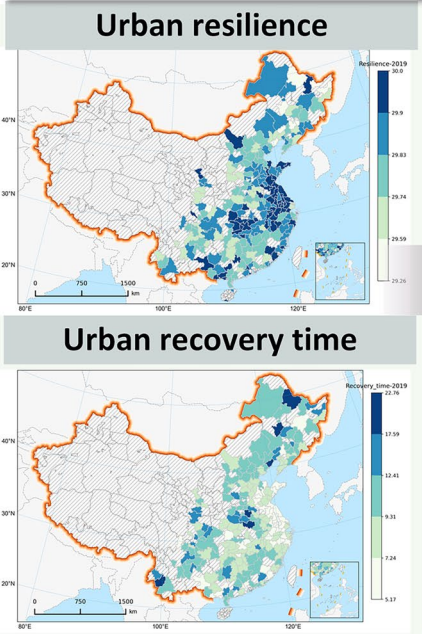 Urban resilience
Resilience-2019
30.0
29.9
29.83
29.74
29.59
29.26
40°N
30°N
20°N
0 750 1500
km
80°E 100°E 120°E
Urban recovery time
Recovery_time-2019
22.76
17.59
12.41
9.31
7.24
5.17
40°N
30°N
20°N
0 750 1500
km
80°E 100°E 120°E